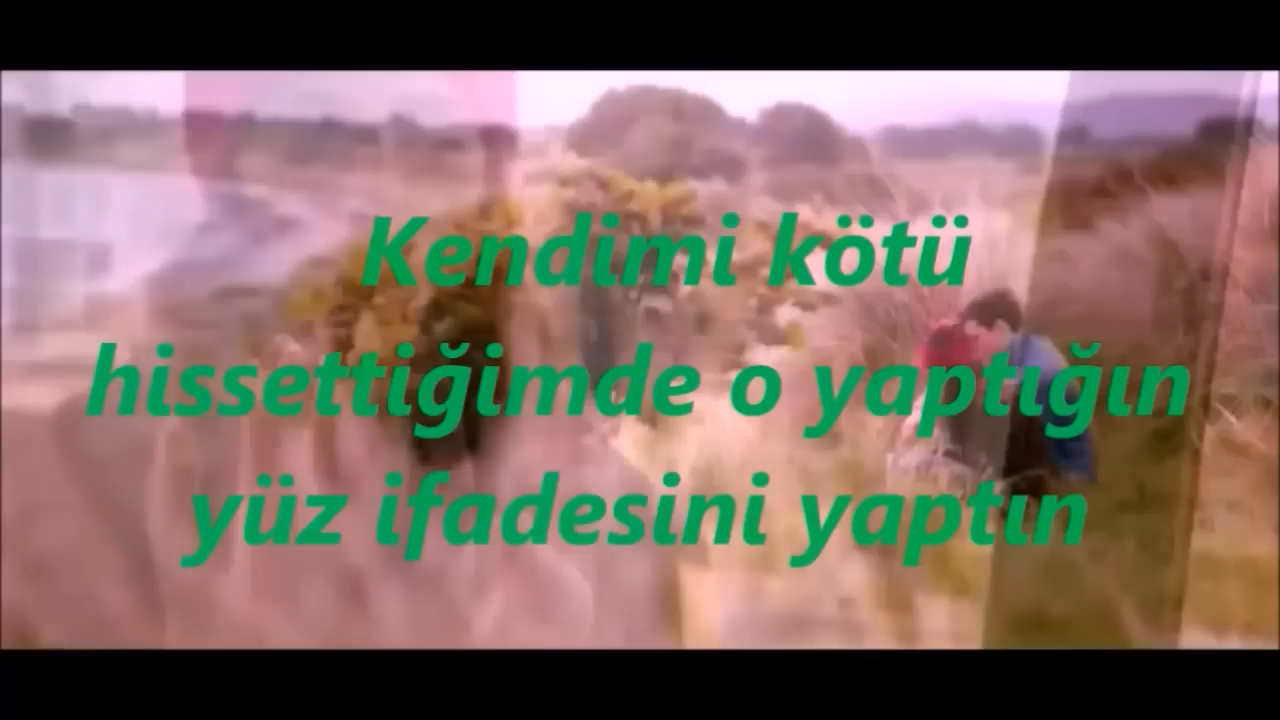 Kendimi kötü
hissettiğimde o yaptığın
yüz ifadesini yaptın